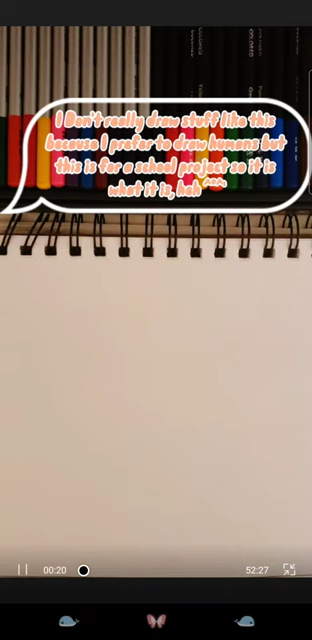 I Don't really draw stuff like this
because I prefer to draw humans but
this is for a school project so it is
what it is, heh ^^,
COLORED
00:20
52:27